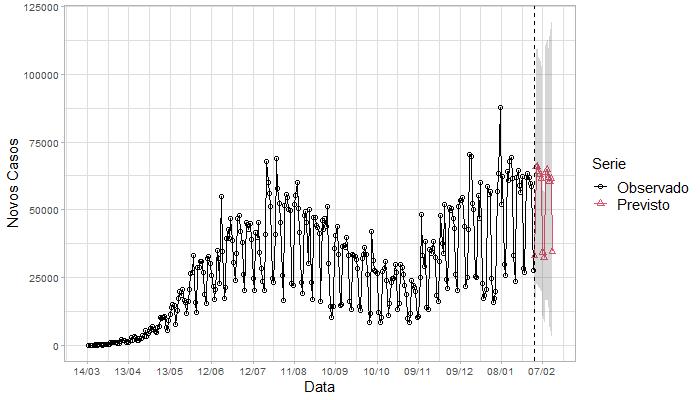 125000
100000
75000
50000
25000
0
Novos Casos
14/03 13/04 13/05 12/06 12/07 11/08 10/09 10/10 09/11 09/12 08/01 07/02
Data
Serie
Observado
Previsto